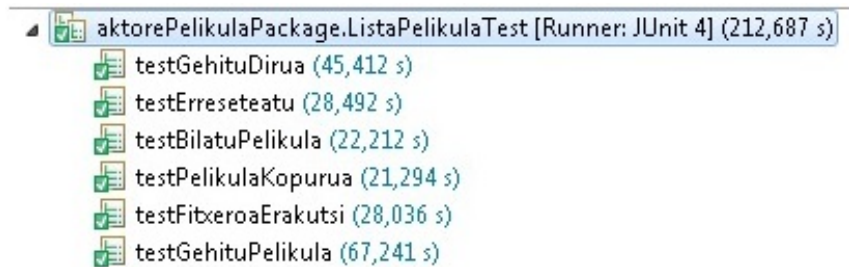 aktorePelikulaPackage.ListaPelikulaTest [Runner: JUnit 4] (212,687 s)
testGehituDirua (45,412 s)
testErreseteatu (28,492 s)
testBilatuPelikula (22,212 s)
testPelikulaKopurua (21,294 s)
testFitxeroaErakutsi (28,036 s)
testGehituPelikula (67,241 s)